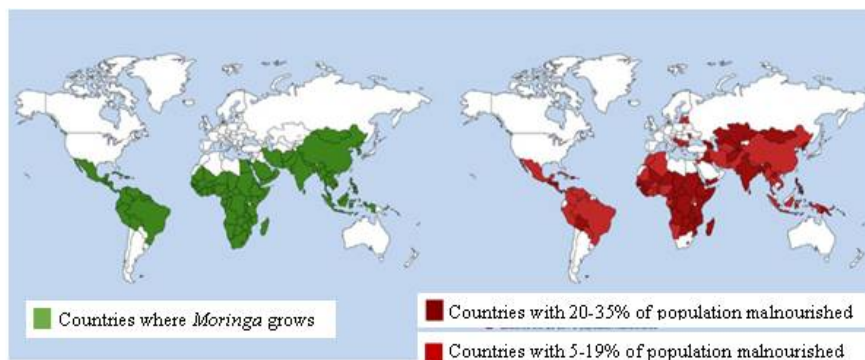 Countries where Moringa grows
Countries with 20-35% of population malnourished
Countries with 5-19% of population malnourished